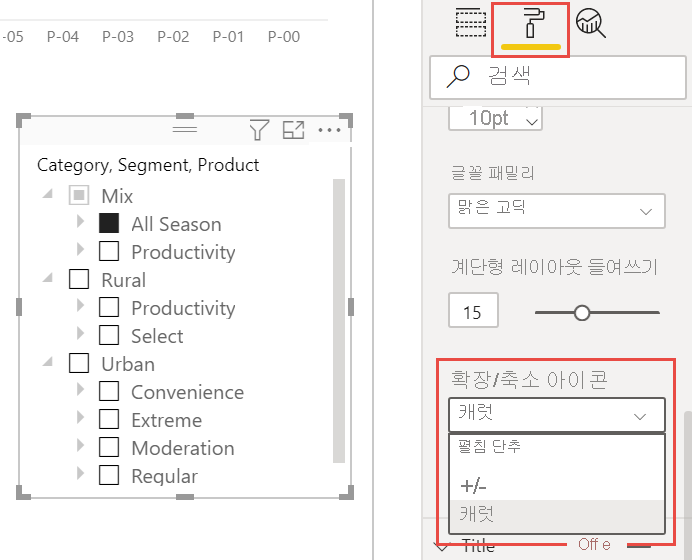 -05 P-04 P-03 P-02 P-01 P-00
Category, Segment, Product
Mix
All Season
Productivity
Rural
Productivity
Select
Urban
Convenience
Extreme
Moderation
Regular
검색
10pt
글꼴 패밀리
맑은 고딕
계단형 레이아웃 들여쓰기
15
확장/축소 아이콘
캐럿
펼침 단추
+/-
캐럿
Title Off e